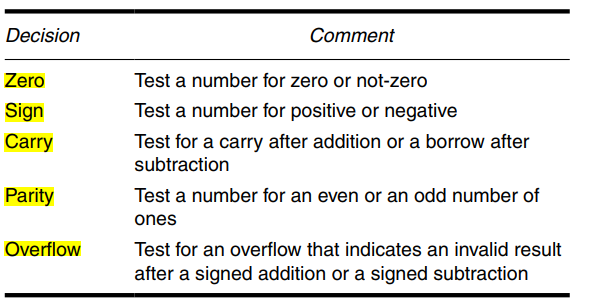 Decision Comment
Zero Test a number for zero or not-zero
Sign Test a number for positive or negative
Carry Test for a carry after addition or a borrow after
subtraction
Parity Test a number for an even or an odd number of
ones
Overflow Test for an overflow that indicates an invalid result
after a signed addition or a signed subtraction